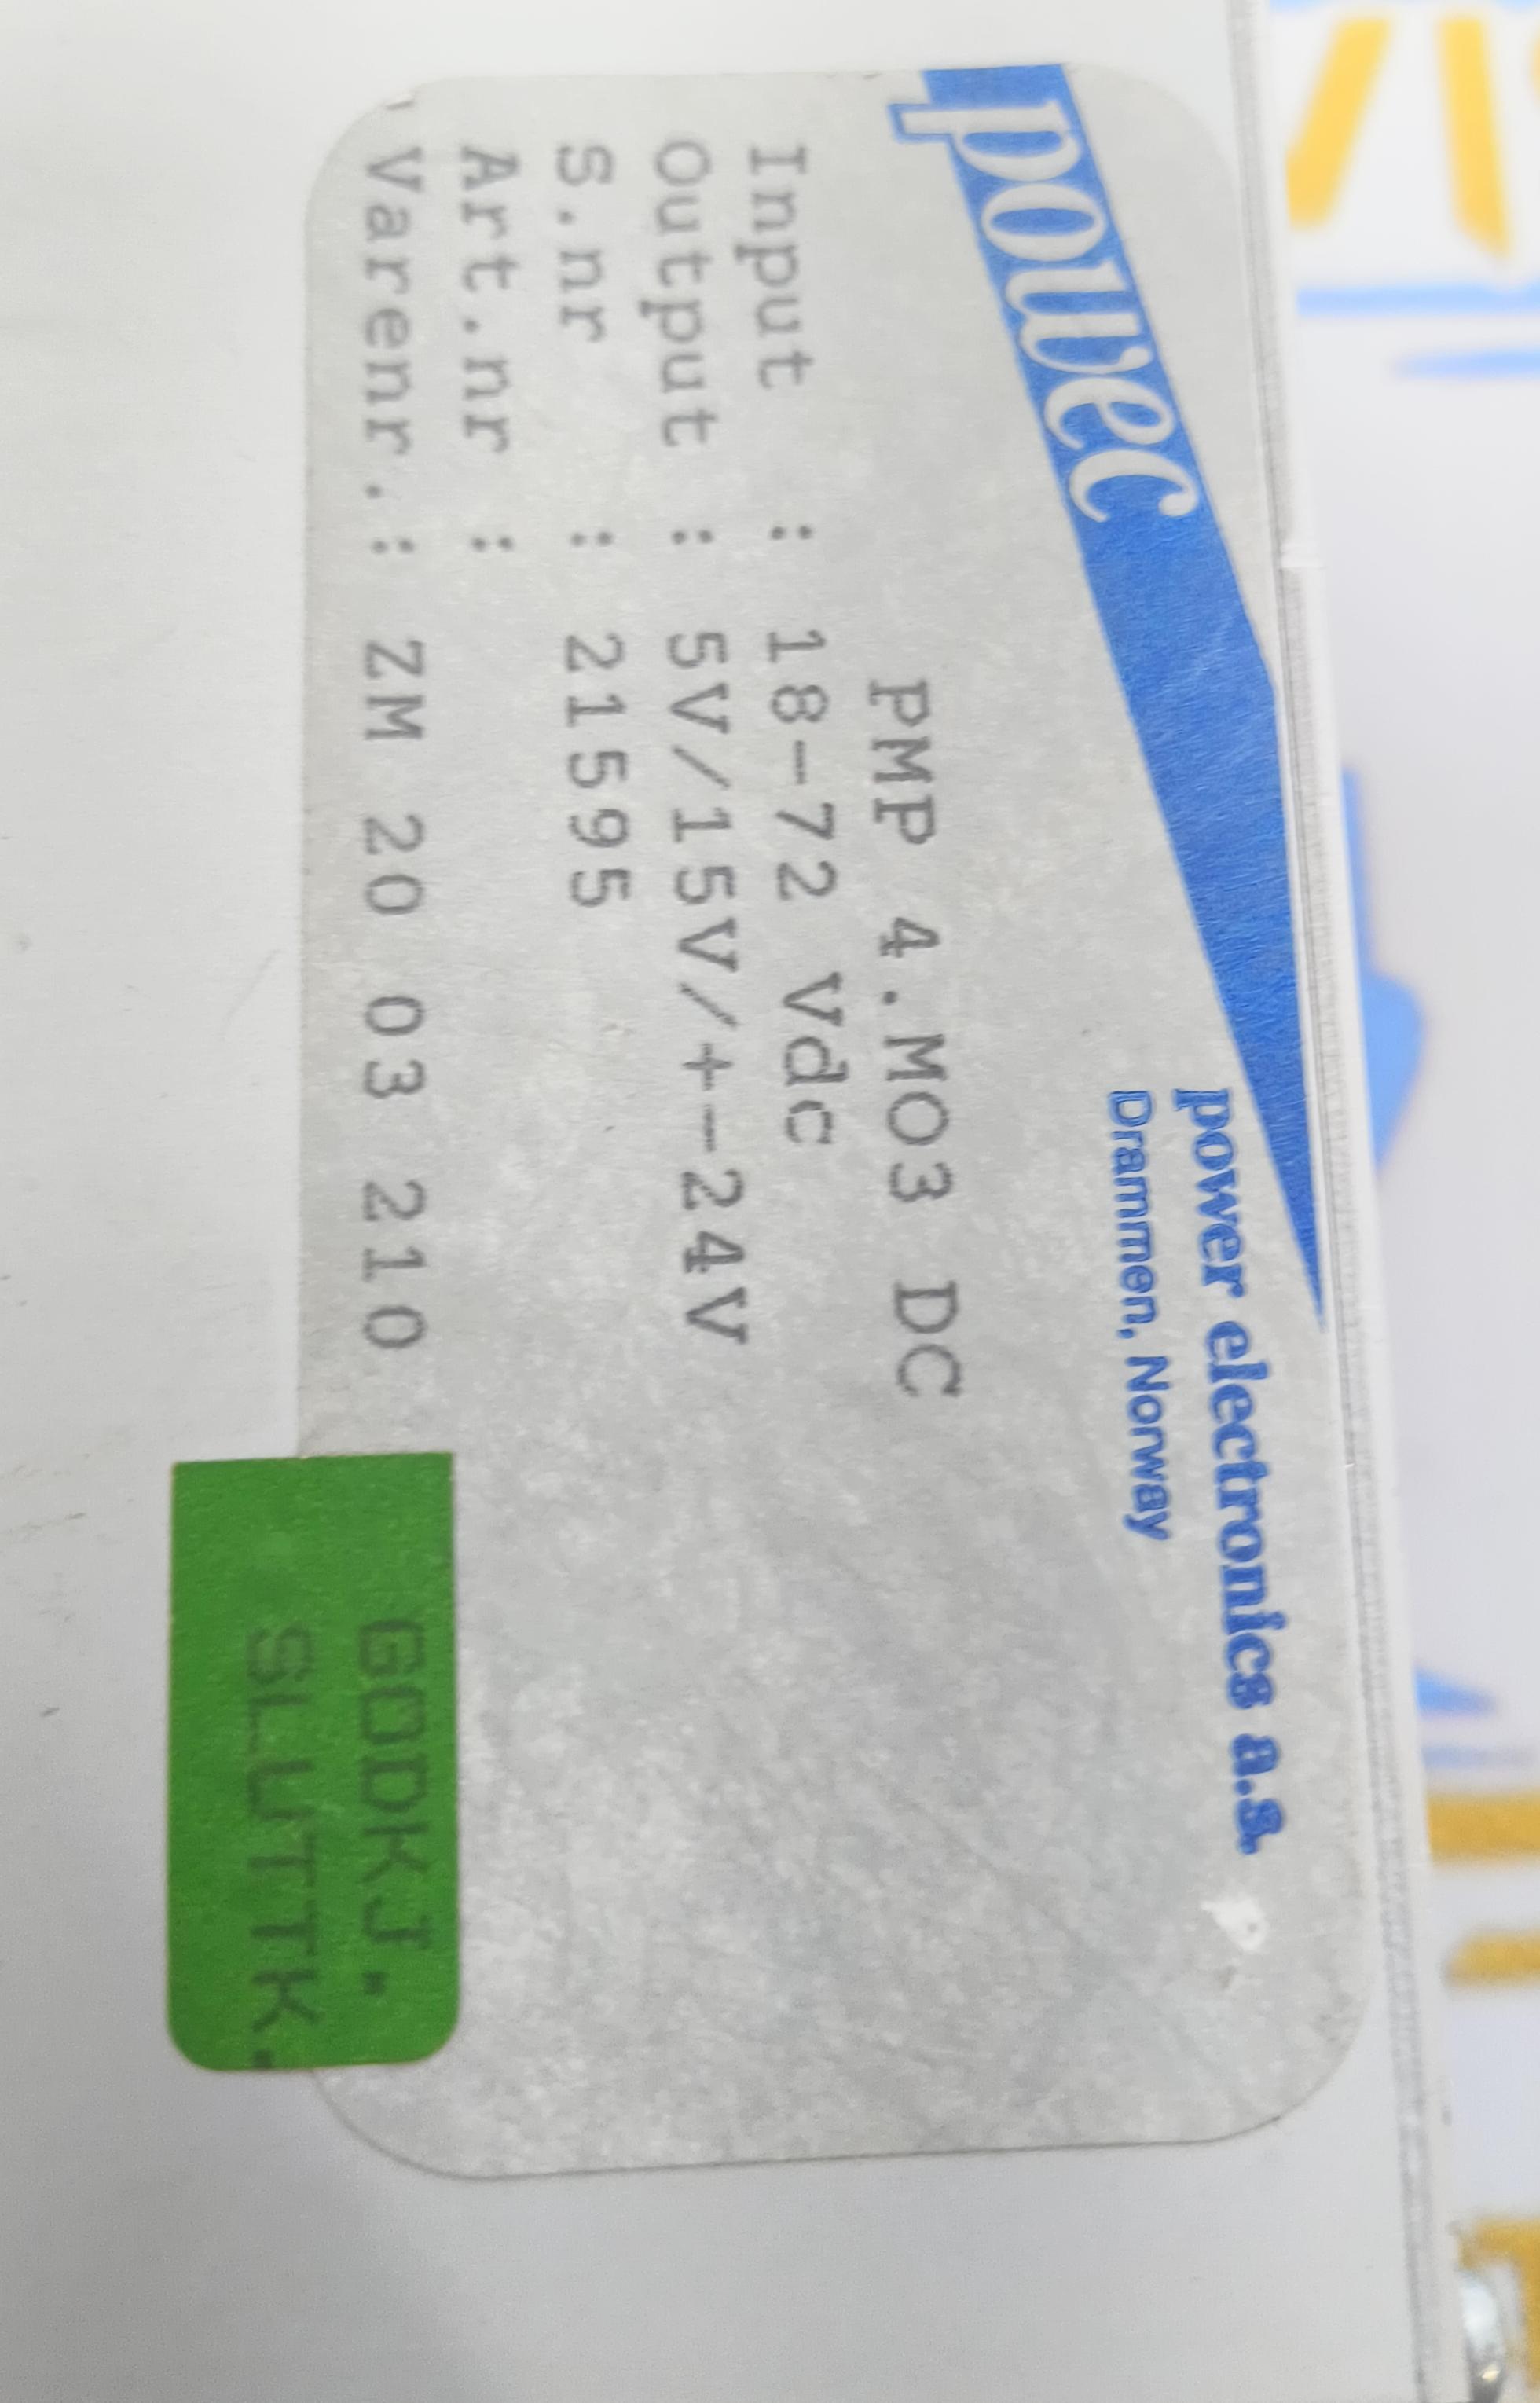 powec
power electronics a.s.
Drammen, Norway
PMP 4.MO3 DC
Input : 18-72 Vdc
Output : 5V/15V/+-24V
S.nr : 21595
Art.nr :
Varenr.: ZM 20 03 210
GODKJ.
SLUTTK.